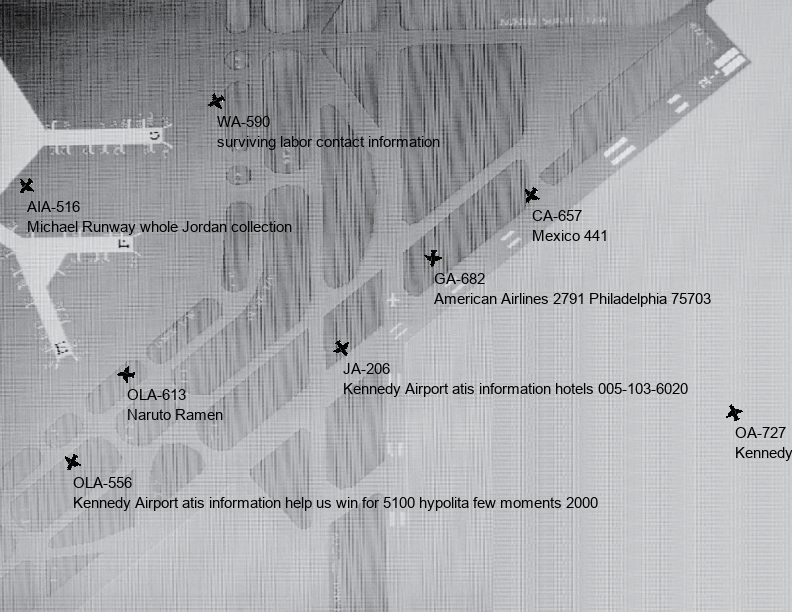 WA-590
surviving labor contact information
AIA-516
Michael Runway whole Jordan collection
CA-657
Mexico 441
GA-682
American Airlines 2791 Philadelphia 75703
JA-206
Kennedy Airport atis information hotels 005-103-6020
OLA-613
Naruto Ramen
OA-727
Kennedy
OLA-556
Kennedy Airport atis information help us win for 5100 hypolita few moments 2000